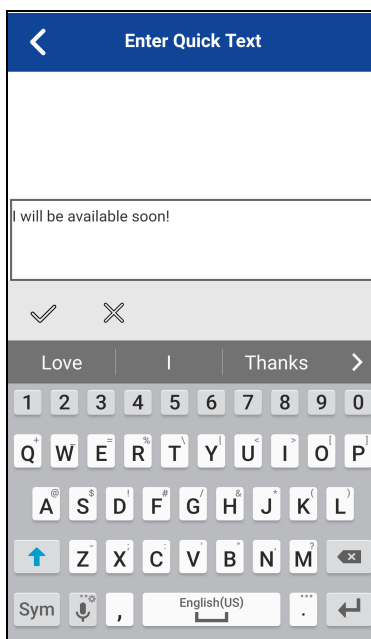 Enter Quick Text
I will be available soon!
Love I Thanks
1 2 3 4 5 6 7 8 9 0
+ _ = % \ | < > [ ]
Q W E R T Y U I O P
@ $ ! # / & * ( )
A S D F G H J K L
- ' : ; , ?
Z X C V B N M
Sym , English(US) .